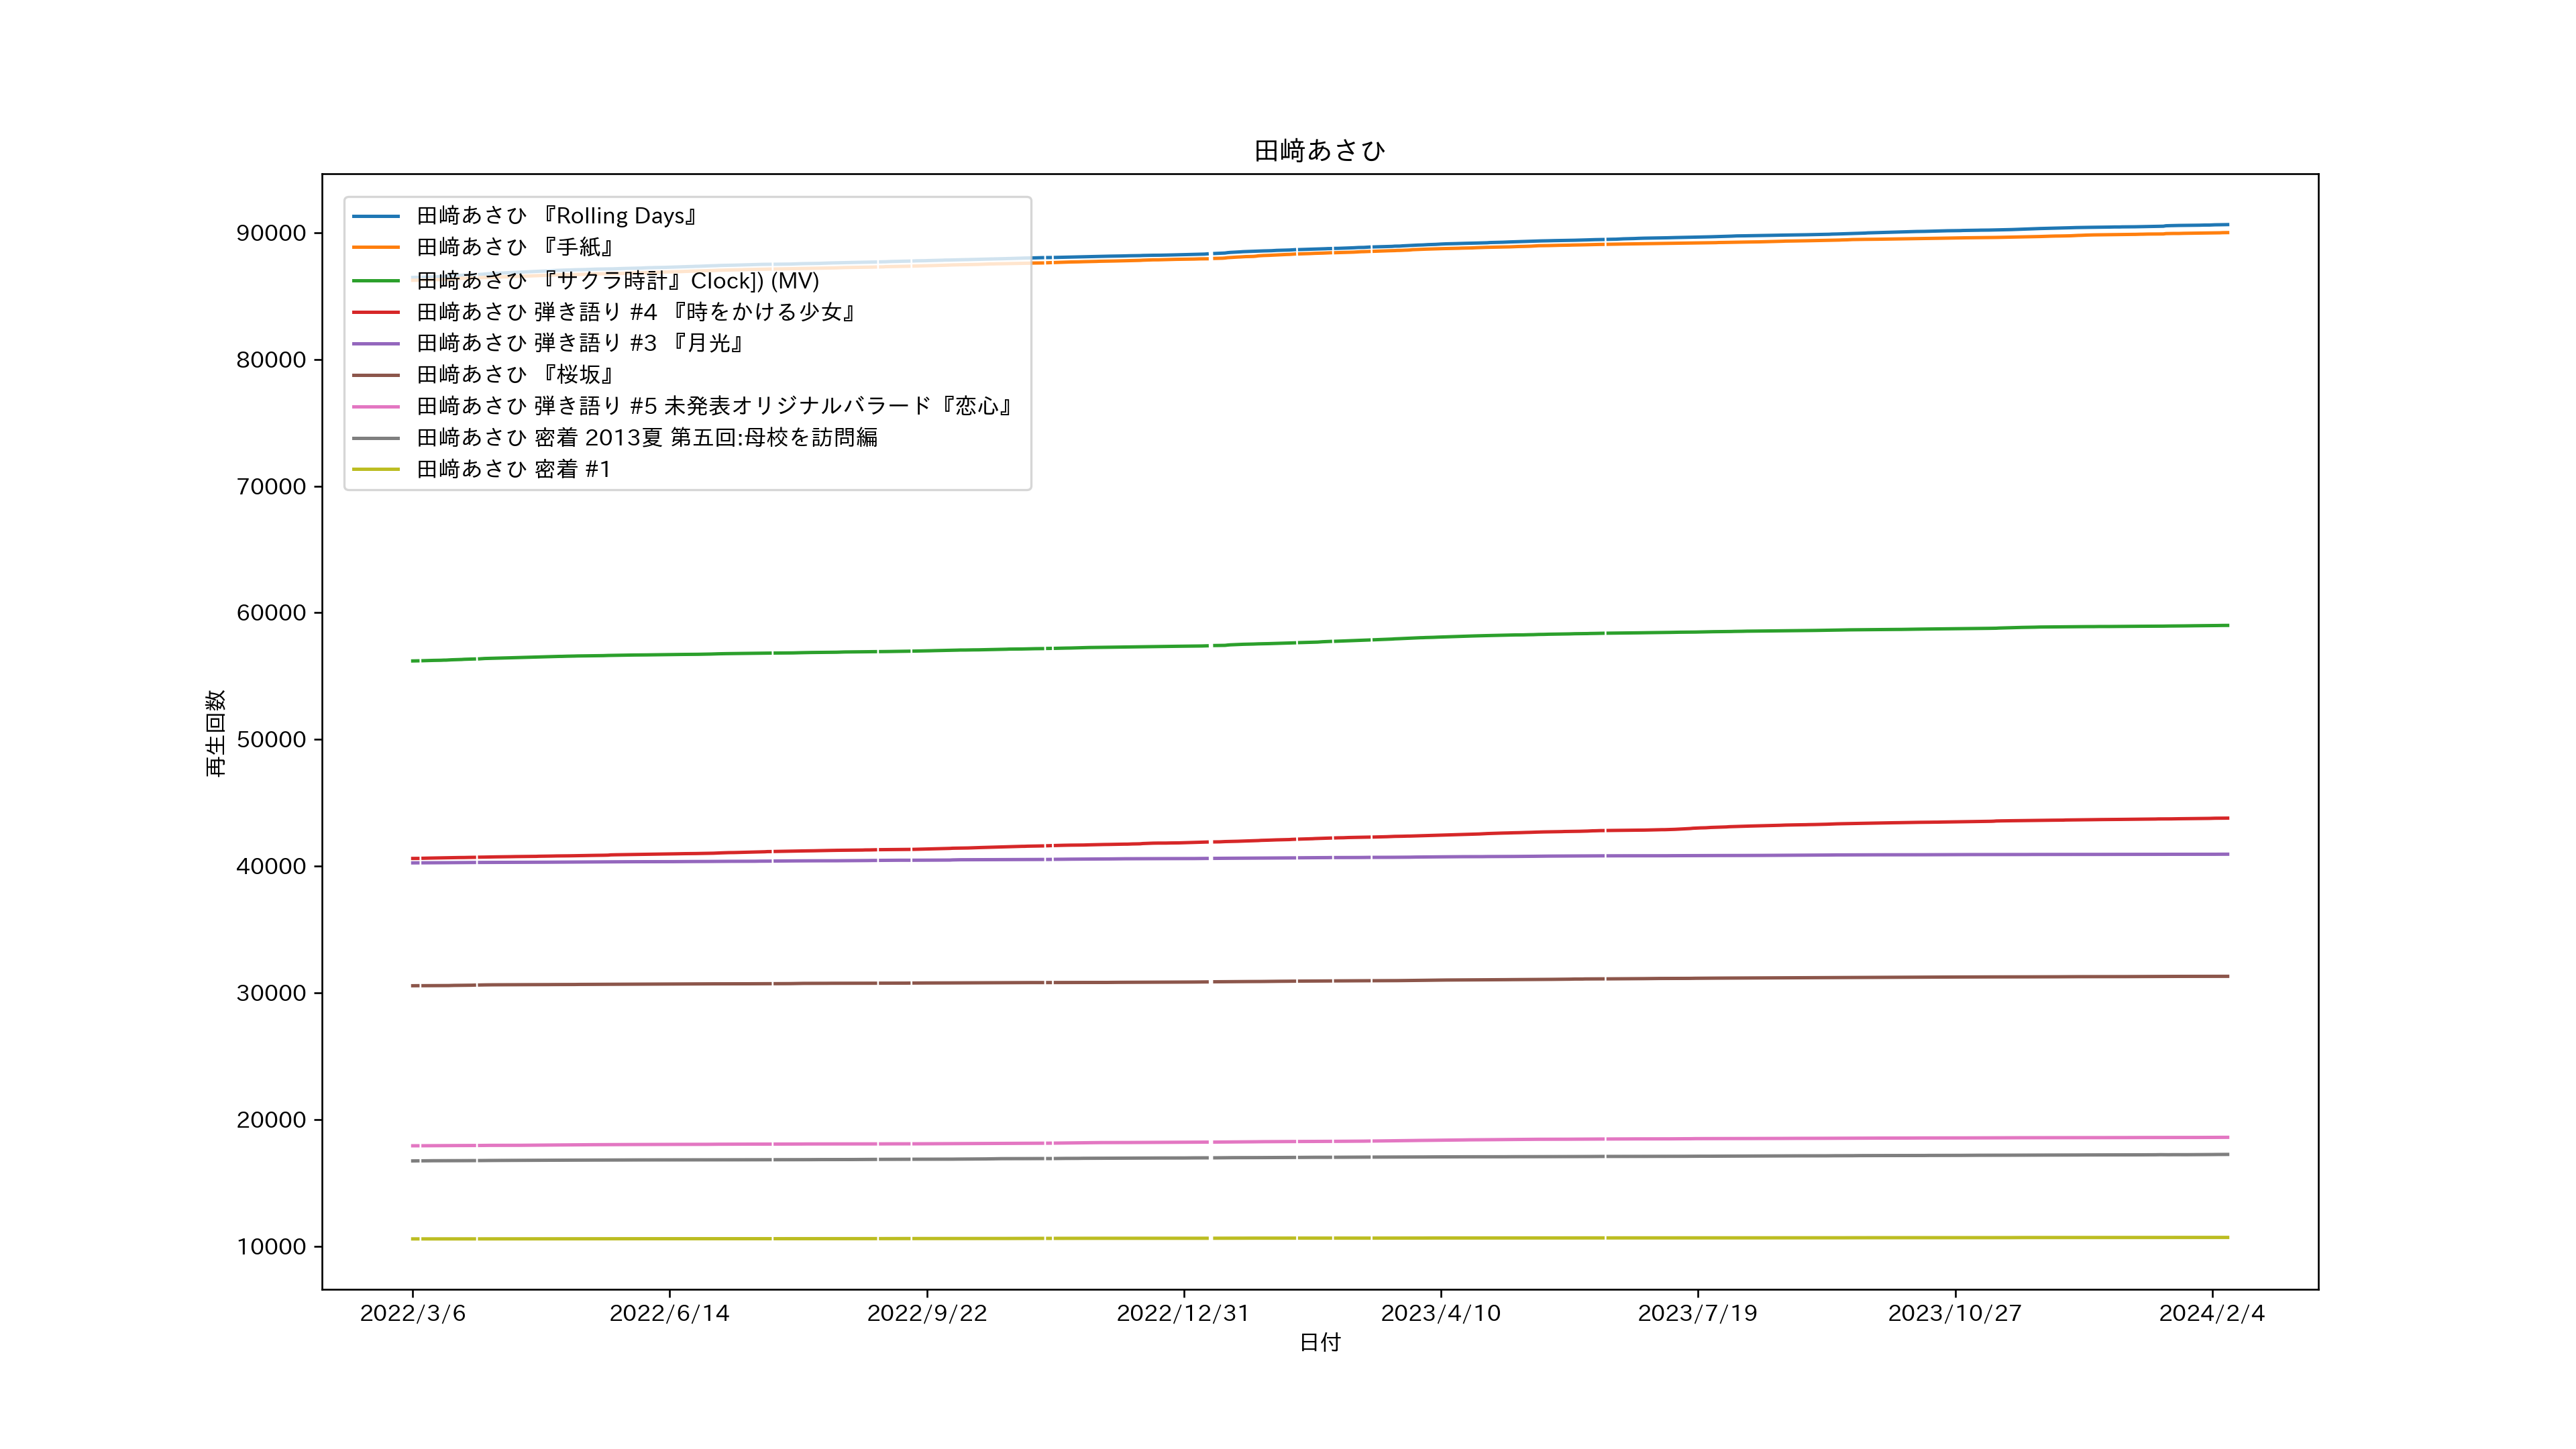 田﨑あさひ
田﨑あさひ 『Rolling Days』
田﨑あさひ 『手紙』
田﨑あさひ 『サクラ時計』Clock]) (MV)
田﨑あさひ 弾き語り #4 『時をかける少女』
田﨑あさひ 弾き語り #3 『月光』
田﨑あさひ 『桜坂』
田﨑あさひ 弾き語り #5 未発表オリジナルバラード『恋心』
田﨑あさひ 密着 2013夏 第五回:母校を訪問編
田﨑あさひ 密着 #1
90000
80000
70000
60000
50000
40000
30000
20000
10000
再生回数
2022/3/6 2022/6/14 2022/9/22 2022/12/31 2023/4/10 2023/7/19 2023/10/27 2024/2/4
日付